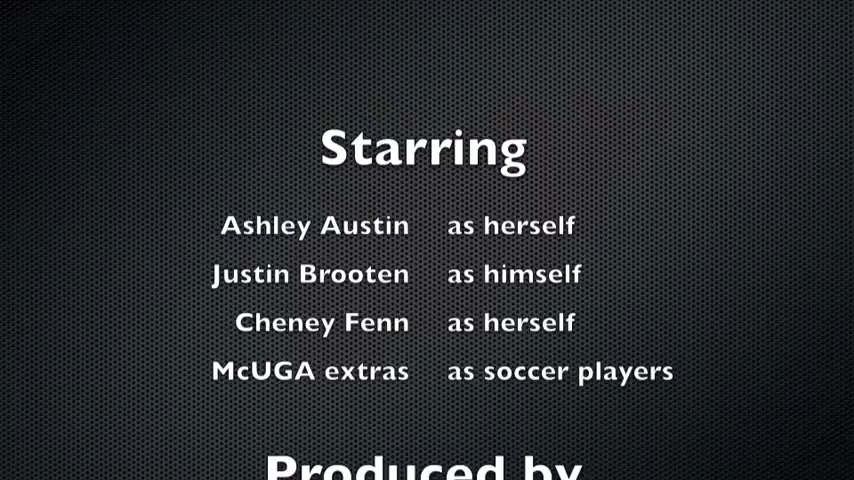 Starring
Ashley Austin as herself
Justin Brooten as himself
Cheney Fenn as herself
McUGA extras as soccer players
Produced by